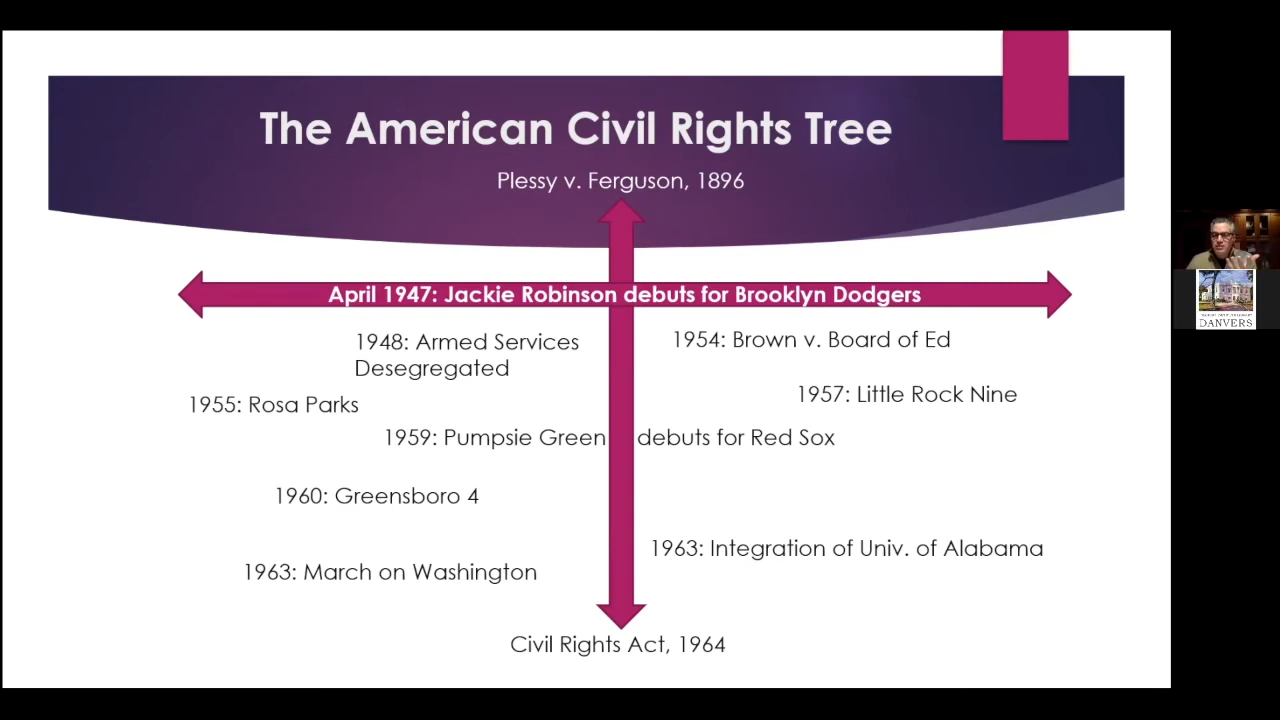 The American Civil Rights Tree
Plessy v. Ferguson, 1896
April 1947: Jackie Robinson debuts for Brooklyn Dodgers
1948: Armed Services
Desegregated
1954: Brown v. Board of Ed
1957: Little Rock Nine
1955: Rosa Parks
1959: Pumpsie Green debuts for Red Sox
1960: Greensboro 4
1963: Integration of Univ. of Alabama
1963: March on Washington
Civil Rights Act, 1964
DANVERS